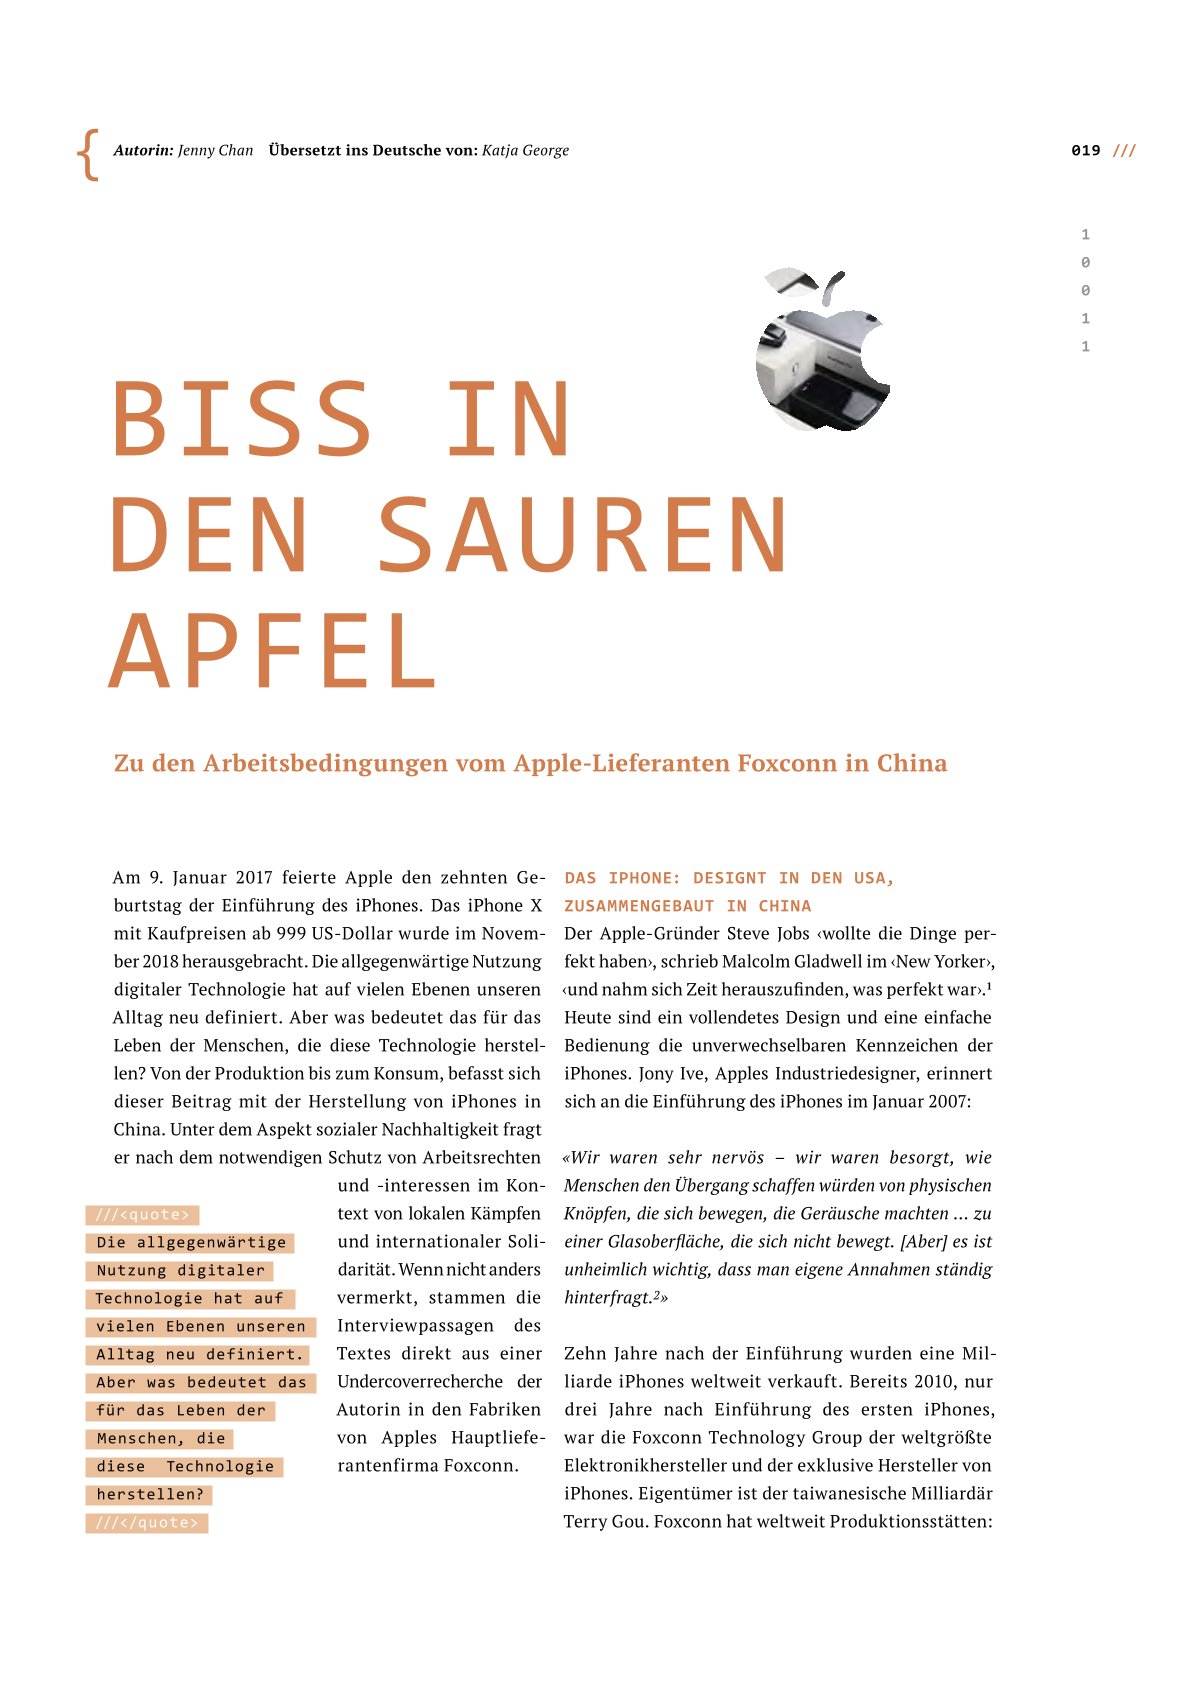 Autorin: Jenny Chan Übersetzt ins Deutsche von: Katja George
019 ///
1
0
0
1
1
BISS IN
DEN SAUREN
APFEL
Zu den Arbeitsbedingungen vom Apple-Lieferanten Foxconn in China
Am 9. Januar 2017 feierte Apple den zehnten Ge-
burtstag der Einführung des iPhones. Das iPhone X
mit Kaufpreisen ab 999 US-Dollar wurde im Novem-
ber 2018 herausgebracht. Die allgegenwärtige Nutzung
digitaler Technologie hat auf vielen Ebenen unseren
Alltag neu definiert. Aber was bedeutet das für das
Leben der Menschen, die diese Technologie herstel-
len? Von der Produktion bis zum Konsum, befasst sich
dieser Beitrag mit der Herstellung von iPhones in
China. Unter dem Aspekt sozialer Nachhaltigkeit fragt
er nach dem notwendigen Schutz von Arbeitsrechten
und -interessen im Kon-
text von lokalen Kämpfen
und internationaler Soli-
darität. Wenn nicht anders
vermerkt, stammen die
Interviewpassagen des
Textes direkt aus einer
Undercoverrecherche der
Autorin in den Fabriken
von Apples Hauptliefe-
rantenfirma Foxconn.
///<quote>
Die allgegenwärtige
Nutzung digitaler
Technologie hat auf
vielen Ebenen unseren
Alltag neu definiert.
Aber was bedeutet das
für das Leben der
Menschen, die
diese Technologie
herstellen?
///</quote>
DAS IPHONE: DESIGNT IN DEN USA,
ZUSAMMENGEBAUT IN CHINA
Der Apple-Gründer Steve Jobs ‹wollte die Dinge per-
fekt haben›, schrieb Malcolm Gladwell im ‹New Yorker›,
‹und nahm sich Zeit herauszufinden, was perfekt war›.¹
Heute sind ein vollendetes Design und eine einfache
Bedienung die unverwechselbaren Kennzeichen der
iPhones. Jony Ive, Apples Industriedesigner, erinnert
sich an die Einführung des iPhones im Januar 2007:
«Wir waren sehr nervös – wir waren besorgt, wie
Menschen den Übergang schaffen würden von physischen
Knöpfen, die sich bewegen, die Geräusche machten … zu
einer Glasoberfläche, die sich nicht bewegt. [Aber] es ist
unheimlich wichtig, dass man eigene Annahmen ständig
hinterfragt.²»
Zehn Jahre nach der Einführung wurden eine Mil-
liarde iPhones weltweit verkauft. Bereits 2010, nur
drei Jahre nach Einführung des ersten iPhones,
war die Foxconn Technology Group der weltgrößte
Elektronikhersteller und der exklusive Hersteller von
iPhones. Eigentümer ist der taiwanesische Milliardär
Terry Gou. Foxconn hat weltweit Produktionsstätten: